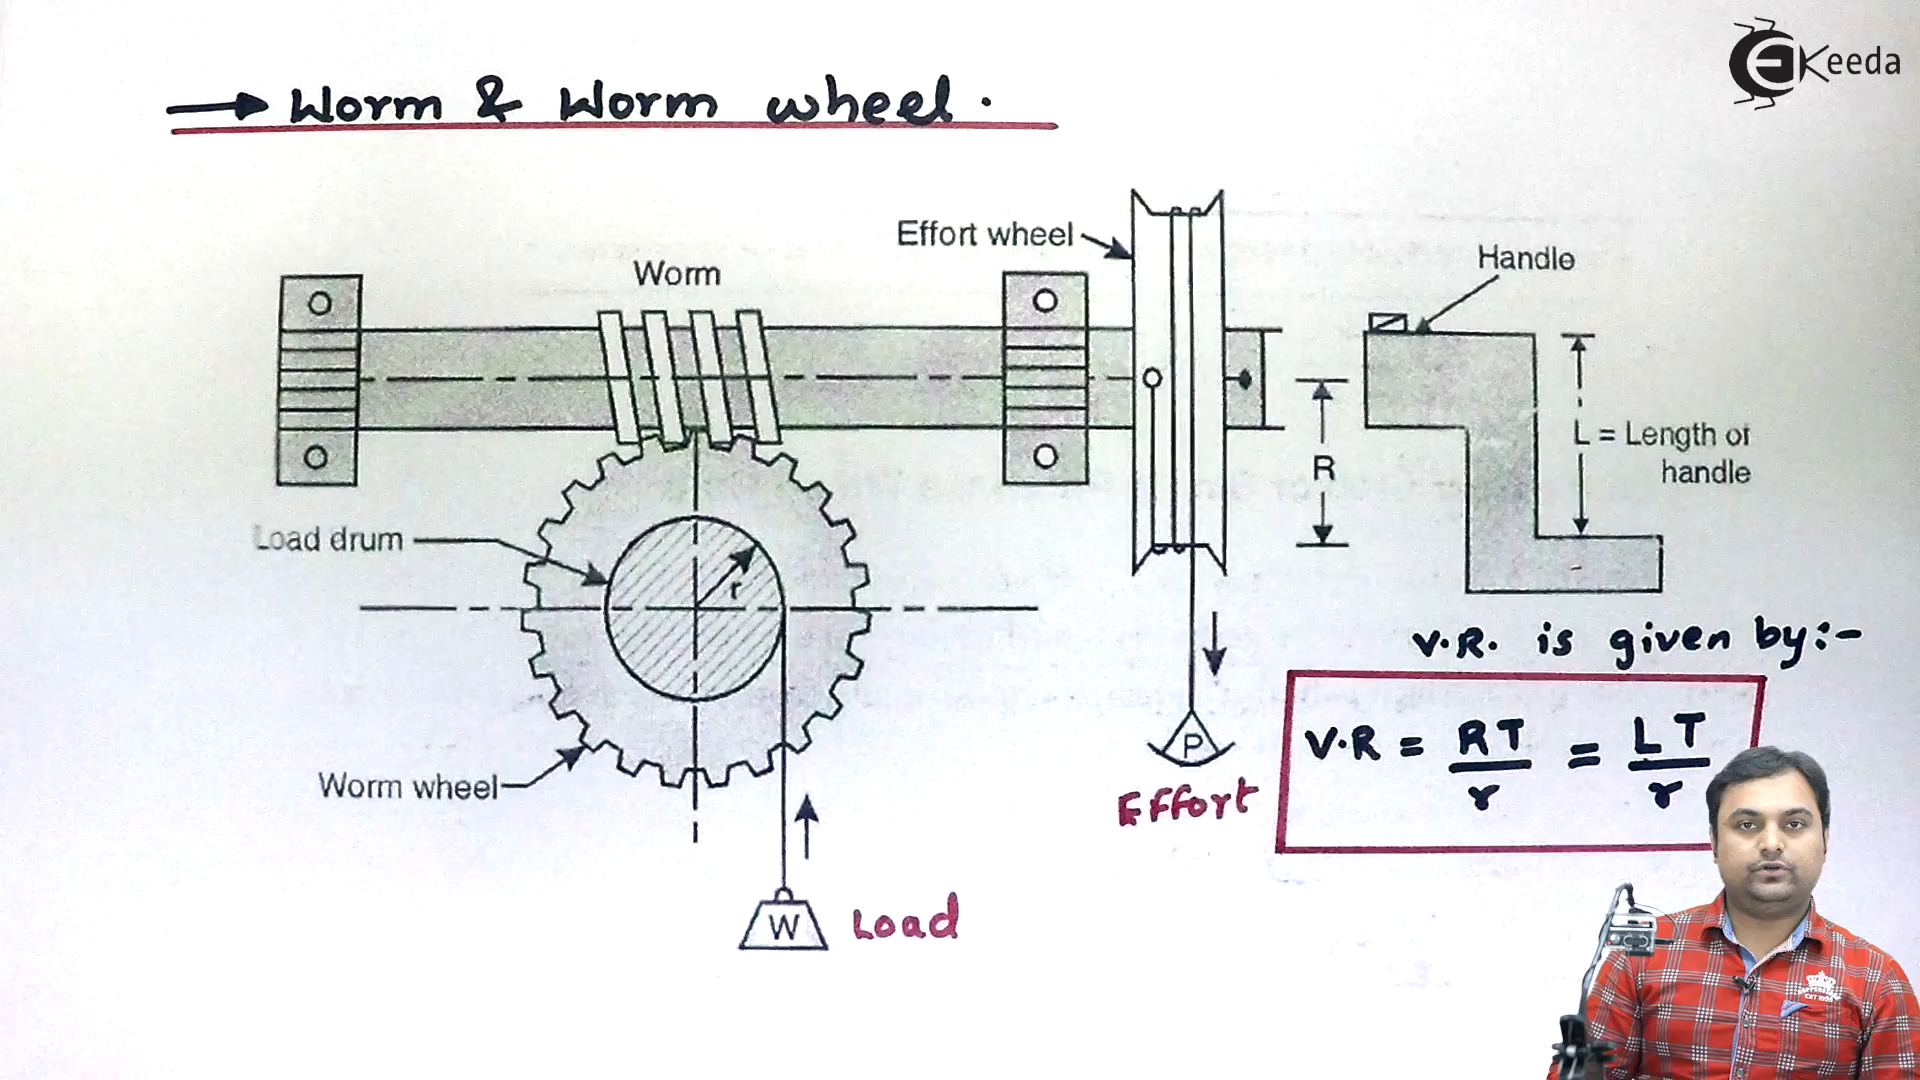 EKeeda
Worm & Worm wheel.
Effort wheel
Handle
Worm
L = Length of
handle
R
Load drum
r
V.R. is given by:-
V.R = RT/r = LT/r
P
Worm wheel
Effort
W
Load